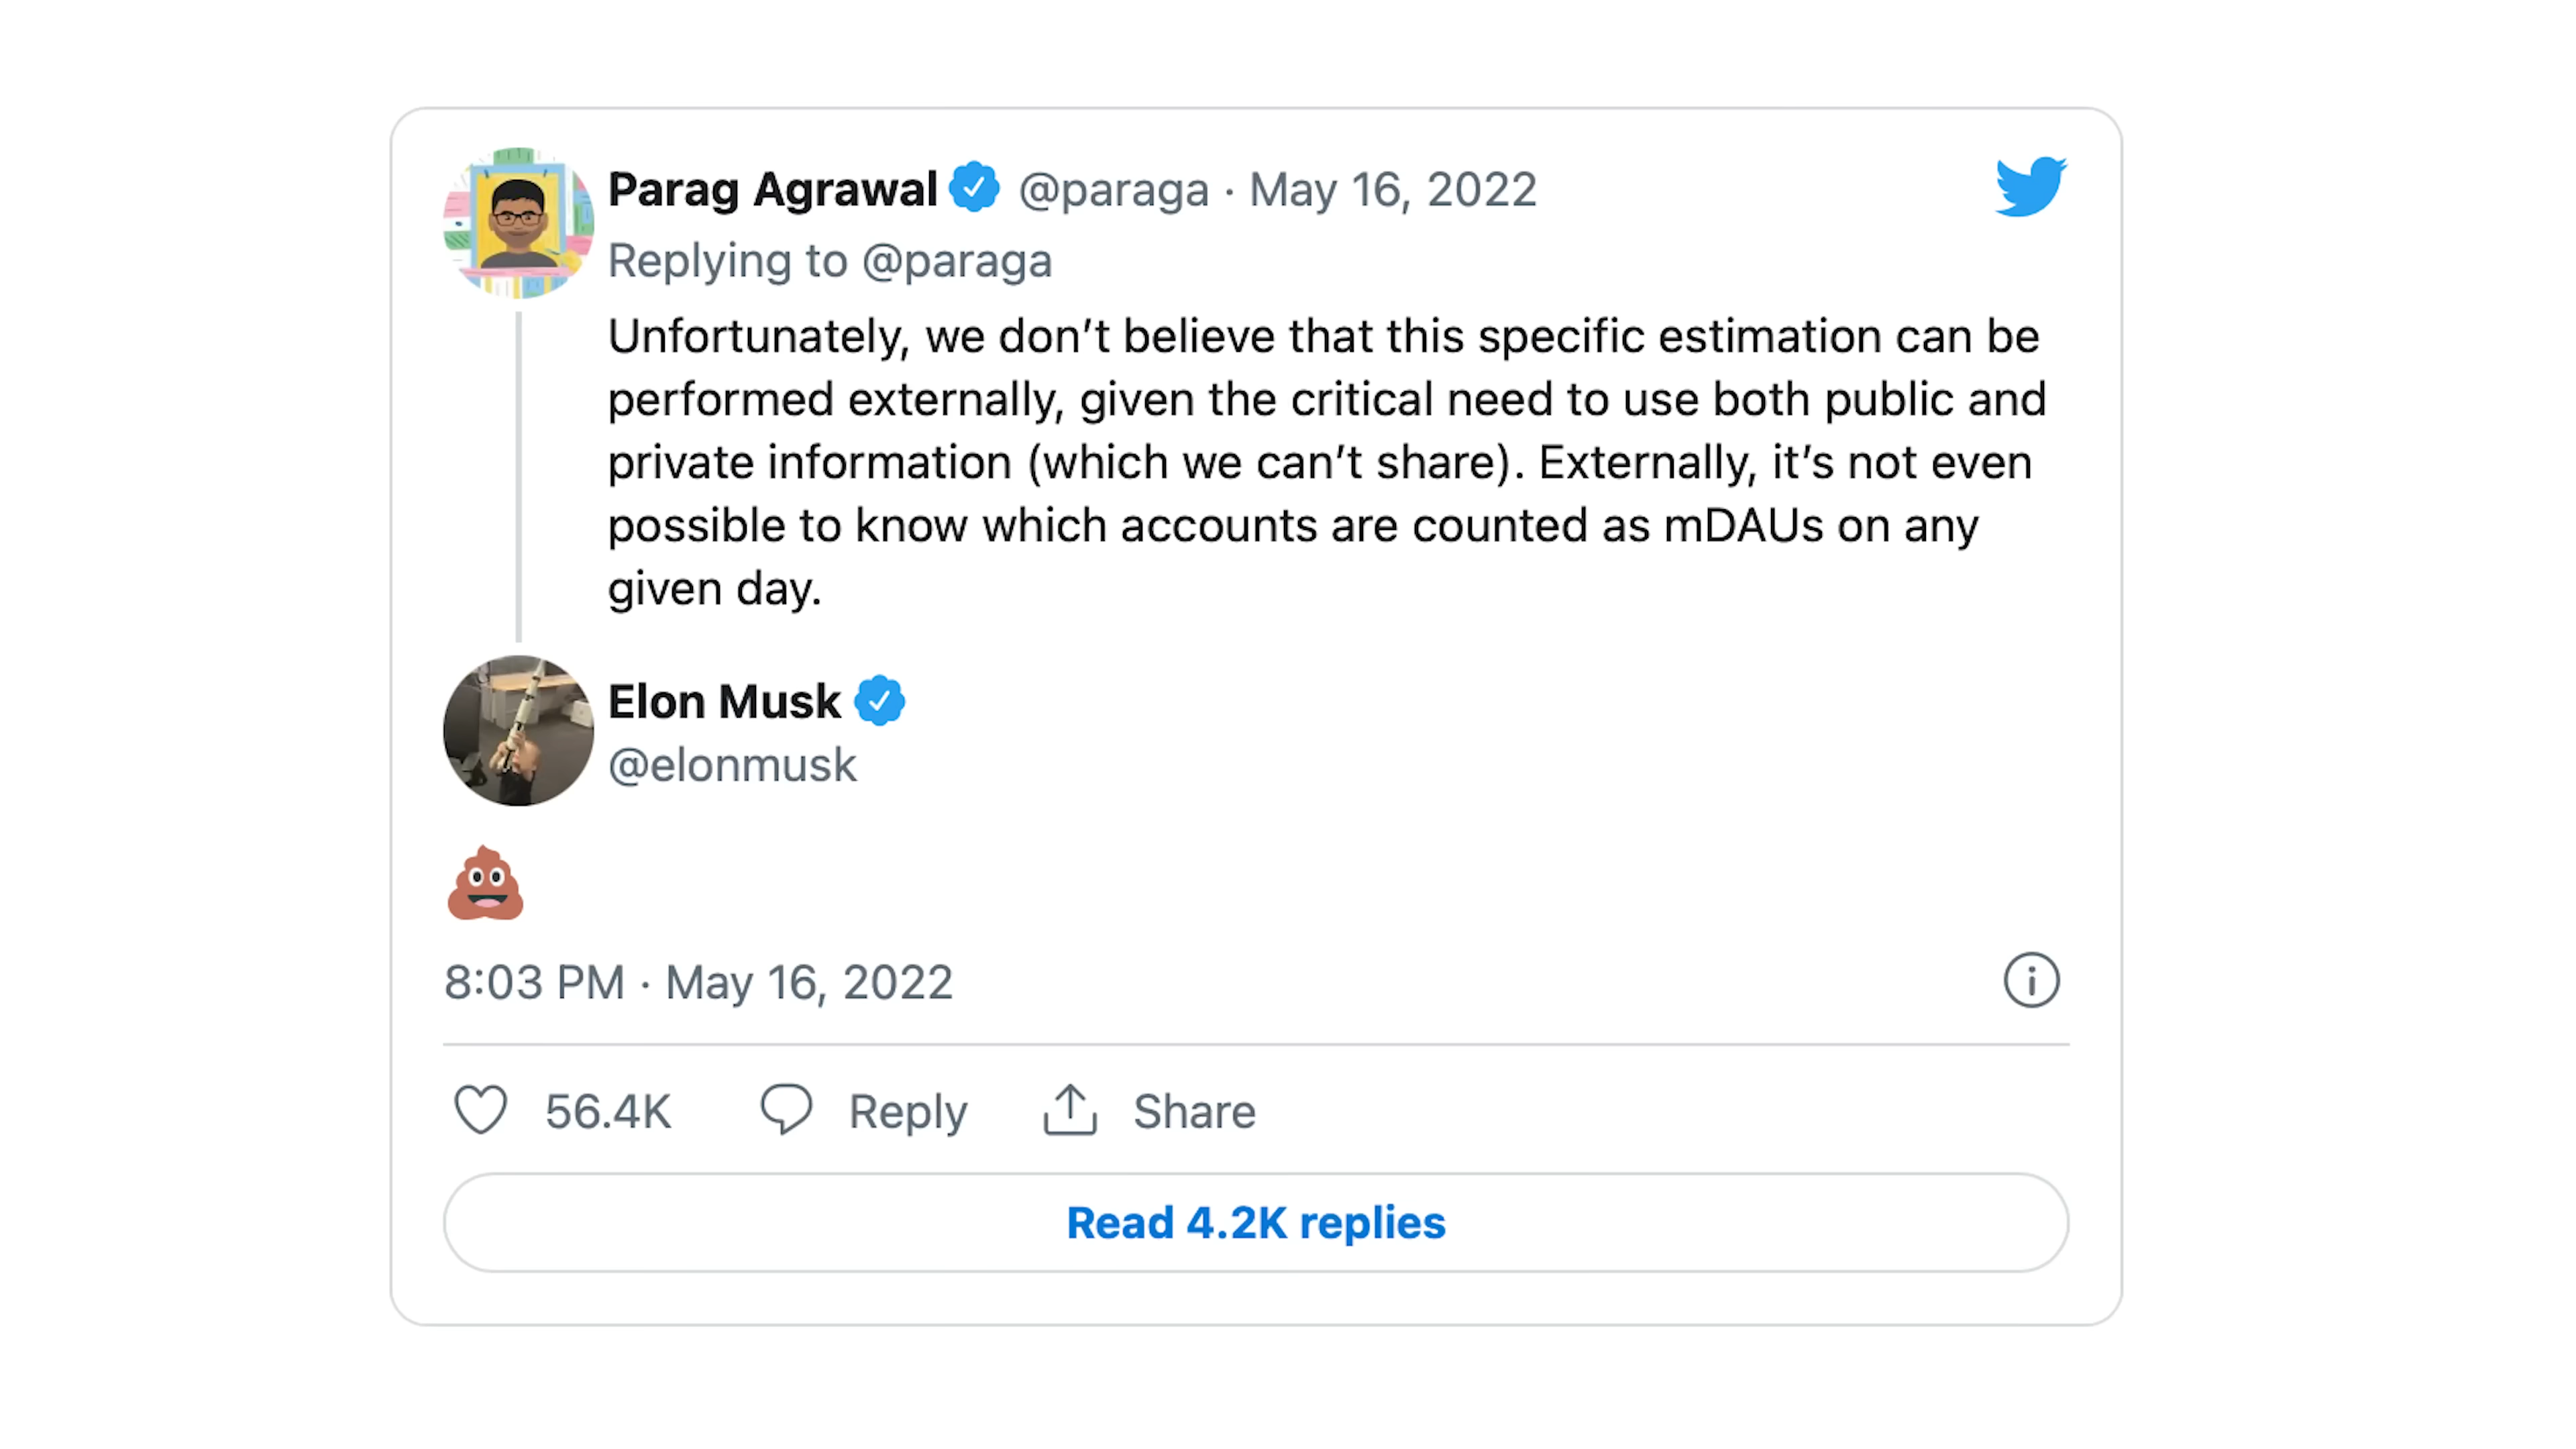 Parag Agrawal @paraga · May 16, 2022
Replying to @paraga
Unfortunately, we don’t believe that this specific estimation can be
performed externally, given the critical need to use both public and
private information (which we can’t share). Externally, it’s not even
possible to know which accounts are counted as mDAUs on any
given day.
Elon Musk
@elonmusk
💩
8:03 PM · May 16, 2022
56.4K Reply Share
Read 4.2K replies